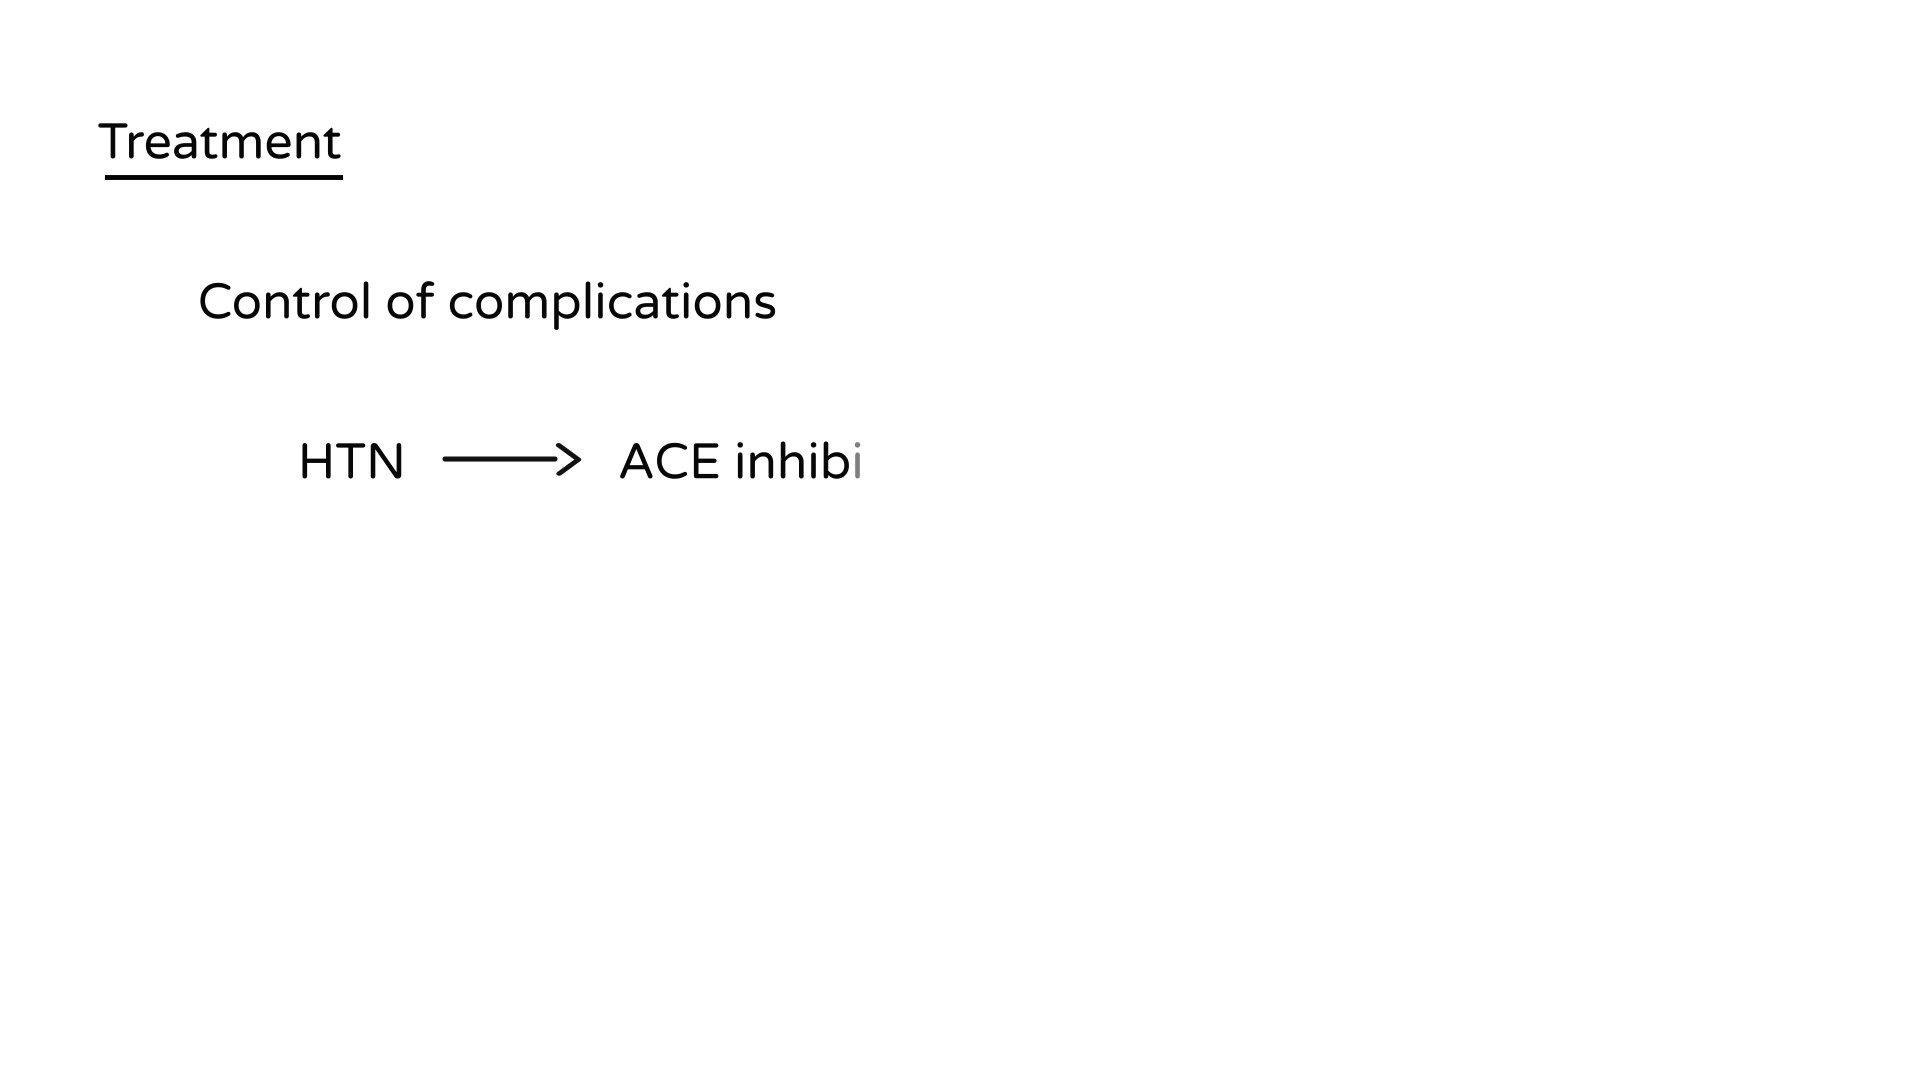 Treatment
Control of complications
HTN → ACE inhibi